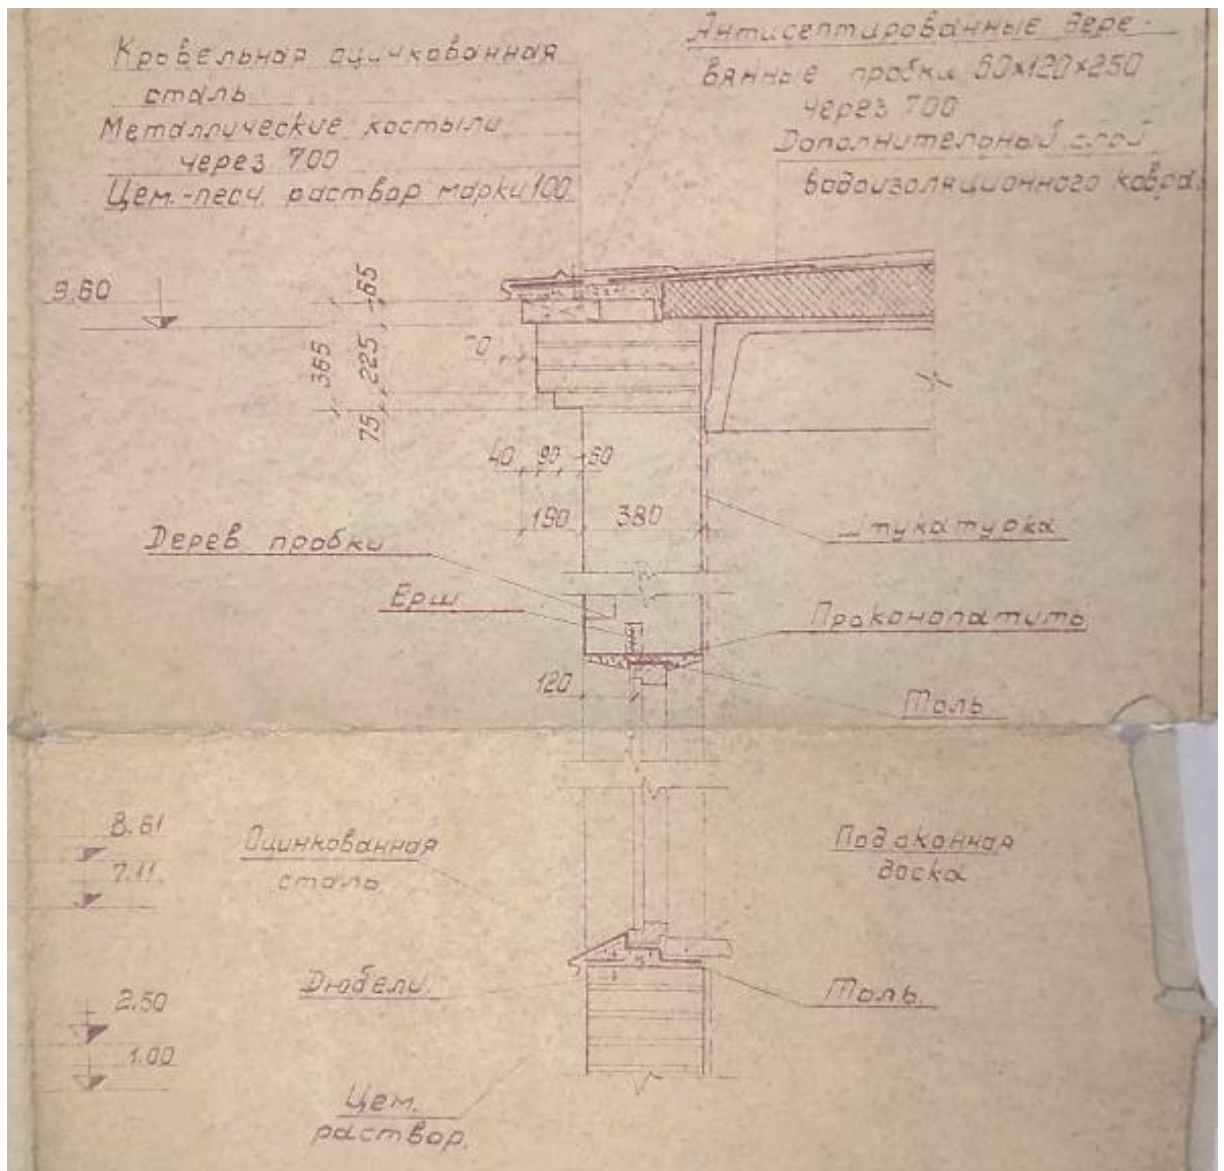 Кровельная оцинкованная
сталь
Металлические костыли
через 700
Цем.-песч. раствор марки 100
Антисептированные дере-
вянные пробки 60x120x250
через 700
Дополнительный слой
водоизоляционного ковра.
9.60
65
365
225
75
70
40 90 60
190 380
Штукатурка
Дерев пробки
Ерш
Проконопатить
120
Толь
8.61
7.11
Оцинкованная
сталь
Подоконная
доска
Дюбели.
Толь.
2.50
1.00
Цем.
раствор.